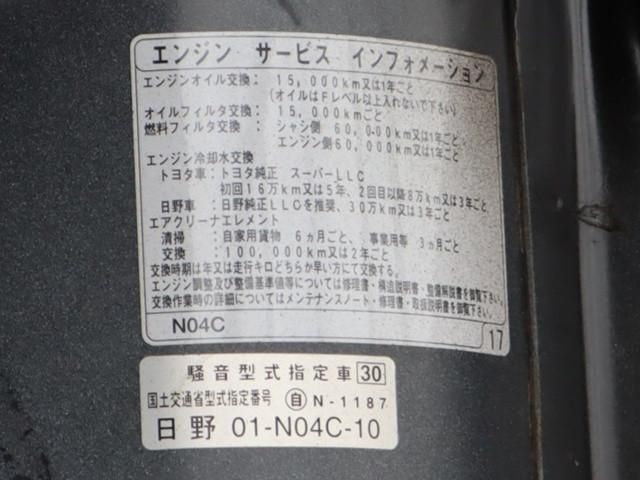 エンジン サービス インフォメーション
エンジンオイル交換： 15,000km又は1年ごと
(オイルはFレベル以上入れないで下さい)
オイルフィルタ交換： 15,000kmごと
燃料フィルタ交換： シャシ側 60,000km又は1年ごと
エンジン側60,000km又は1年ごと
エンジン冷却水交換
トヨタ車：トヨタ純正 スーパーLLC
初回16万km又は5年、2回目以降8万km又は3年ごと
日野車：日野純正LLCを推奨、30万km又は3年ごと
エアクリーナエレメント
清掃 ：自家用貨物 6ヵ月ごと、 事業用等 3ヵ月ごと
交換 ：100,000km又は2年ごと
交換時期は年又は走行キロどちらか早い方にて交換する。
エンジン調整及び整備基準値等については修理書・構造説明書・整備解説書を御覧下さい。
交換作業時の詳細についてはメンテナンスノート・修理書・取扱説明書を御覧下さい。
N04C 17
騒音型式指定車 30
国土交通省型式指定番号 自 N-1187
日野 01-N04C-10